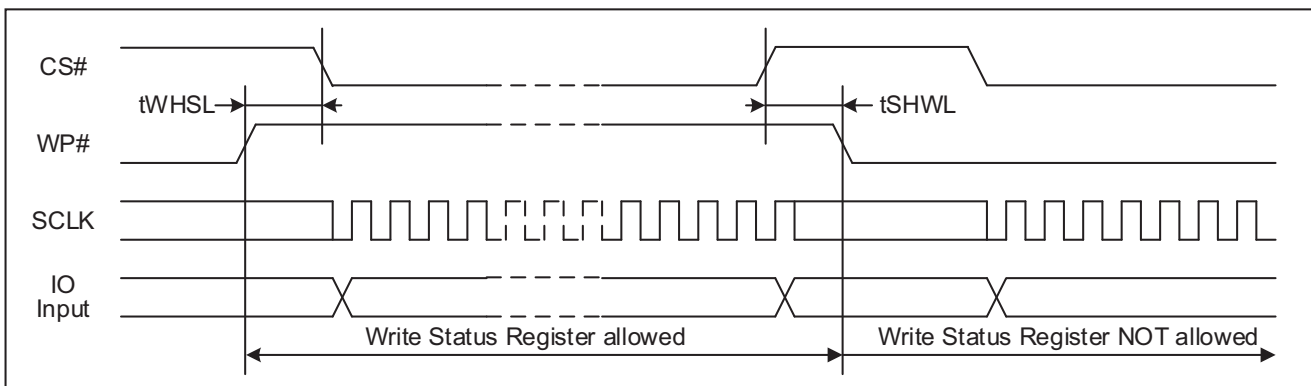 CS#
tWHSL
tSHWL
WP#
SCLK
IO
Input
Write Status Register allowed
Write Status Register NOT allowed